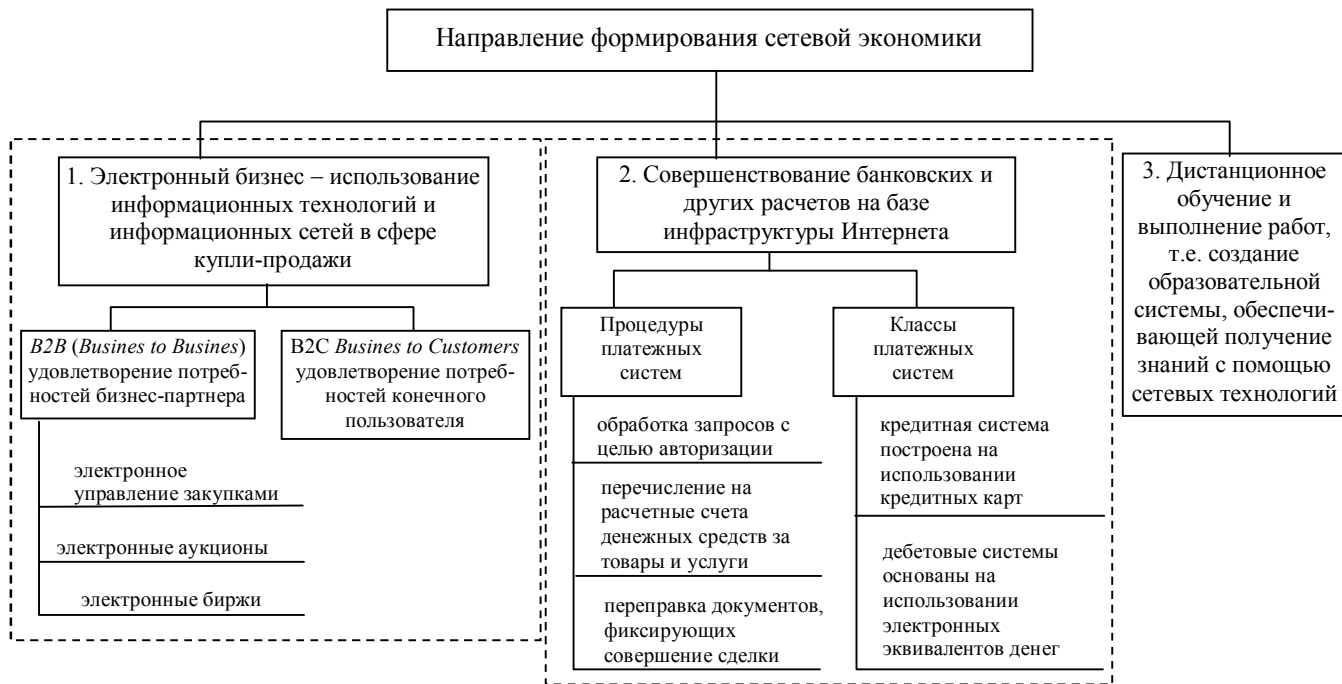 Направление формирования сетевой экономики
1. Электронный бизнес – использование
информационных технологий и
информационных сетей в сфере
купли-продажи
B2B (Busines to Busines)
удовлетворение потреб-
ностей бизнес-партнера
электронное
управление закупками
электронные аукционы
электронные биржи
B2C Busines to Customers
удовлетворение потреб-
ностей конечного
пользователя
2. Совершенствование банковских и
других расчетов на базе
инфраструктуры Интернета
Процедуры
платежных
систем
обработка запросов с
целью авторизации
перечисление на
расчетные счета
денежных средств за
товары и услуги
переправка документов,
фиксирующих
совершение сделки
Классы
платежных
систем
кредитная система
построена на
использовании
кредитных карт
дебетовые системы
основаны на
использовании
электронных
эквивалентов денег
3. Дистанционное
обучение и
выполнение работ,
т.е. создание
образовательной
системы, обеспечи-
вающей получение
знаний с помощью
сетевых технологий